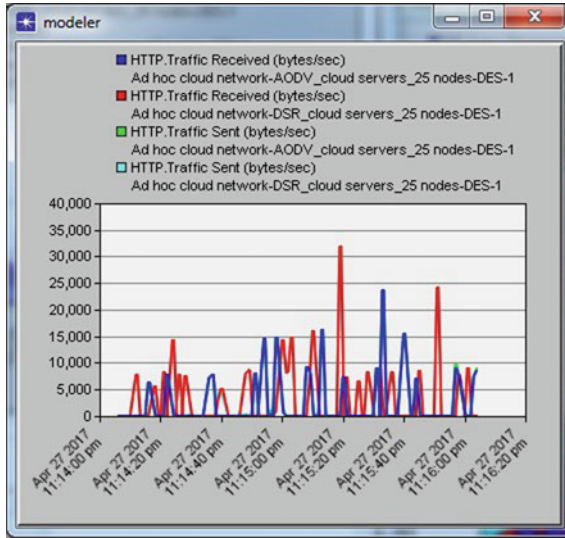 modeler
HTTP.Traffic Received (bytes/sec)
Ad hoc cloud network-AODV_cloud servers_25 nodes-DES-1
HTTP.Traffic Received (bytes/sec)
Ad hoc cloud network-DSR_cloud servers_25 nodes-DES-1
HTTP.Traffic Sent (bytes/sec)
Ad hoc cloud network-AODV_cloud servers_25 nodes-DES-1
HTTP.Traffic Sent (bytes/sec)
Ad hoc cloud network-DSR_cloud servers_25 nodes-DES-1
40,000
35,000
30,000
25,000
20,000
15,000
10,000
5,000
0
Apr 27 2017
11:14:00 pm
Apr 27 2017
11:14:20 pm
Apr 27 2017
11:14:40 pm
Apr 27 2017
11:15:00 pm
Apr 27 2017
11:15:20 pm
Apr 27 2017
11:15:40 pm
Apr 27 2017
11:16:00 pm
Apr 27 2017
11:16:20 pm